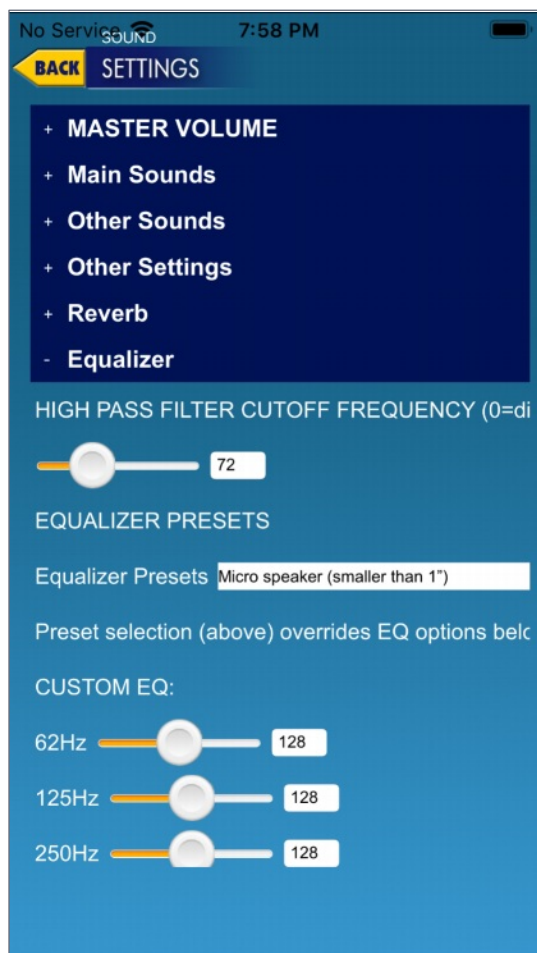 No Service 7:58 PM
SOUND
BACK SETTINGS
+ MASTER VOLUME
+ Main Sounds
+ Other Sounds
+ Other Settings
+ Reverb
- Equalizer
HIGH PASS FILTER CUTOFF FREQUENCY (0=di
72
EQUALIZER PRESETS
Equalizer Presets Micro speaker (smaller than 1")
Preset selection (above) overrides EQ options belo
CUSTOM EQ:
62Hz 128
125Hz 128
250Hz 128